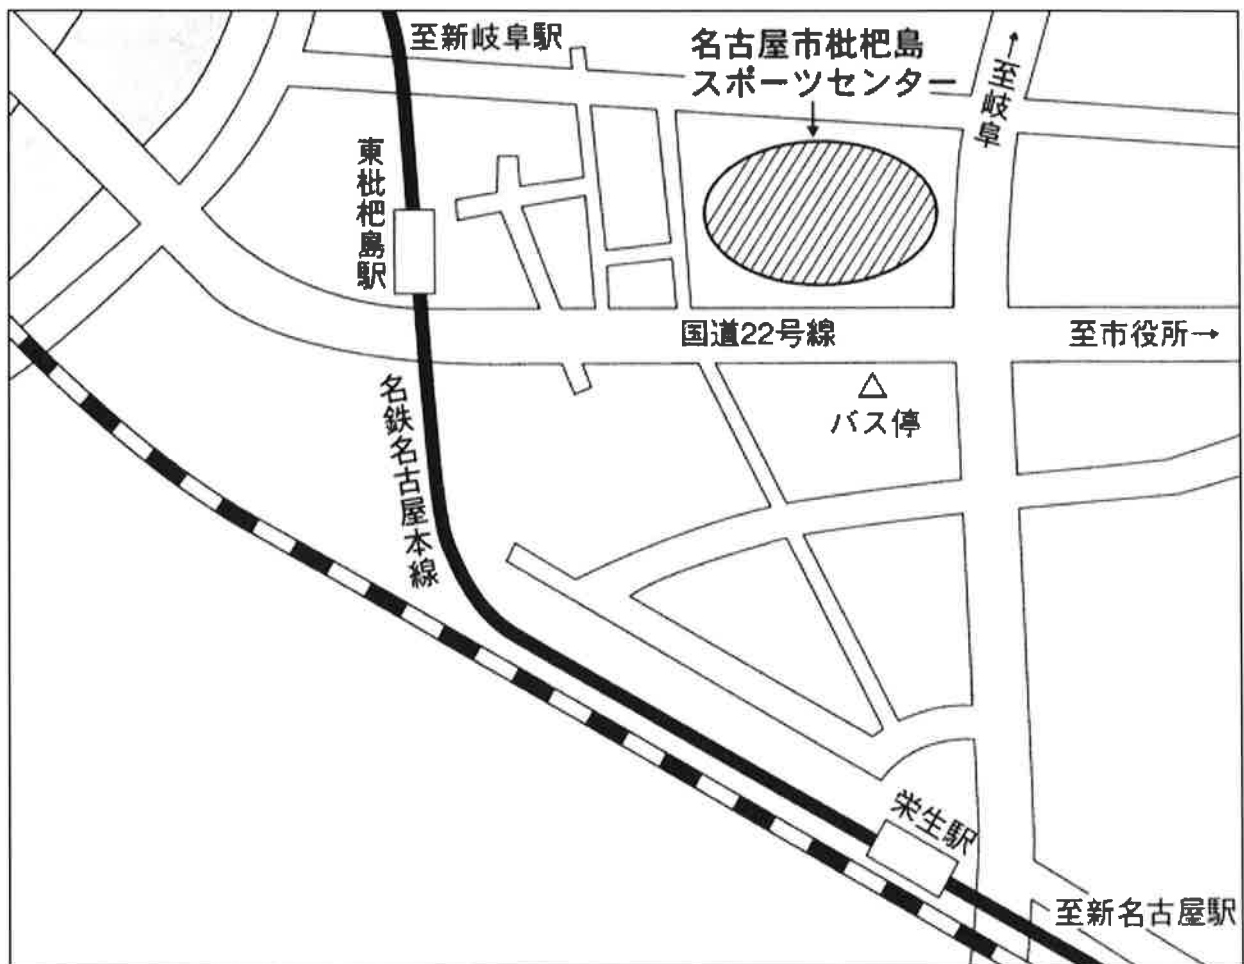 至新岐阜駅
名古屋市枇杷島
スポーツセンター
↑至岐阜
東枇杷島駅
国道22号線
至市役所→
△
バス停
名鉄名古屋本線
栄生駅
至新名古屋駅